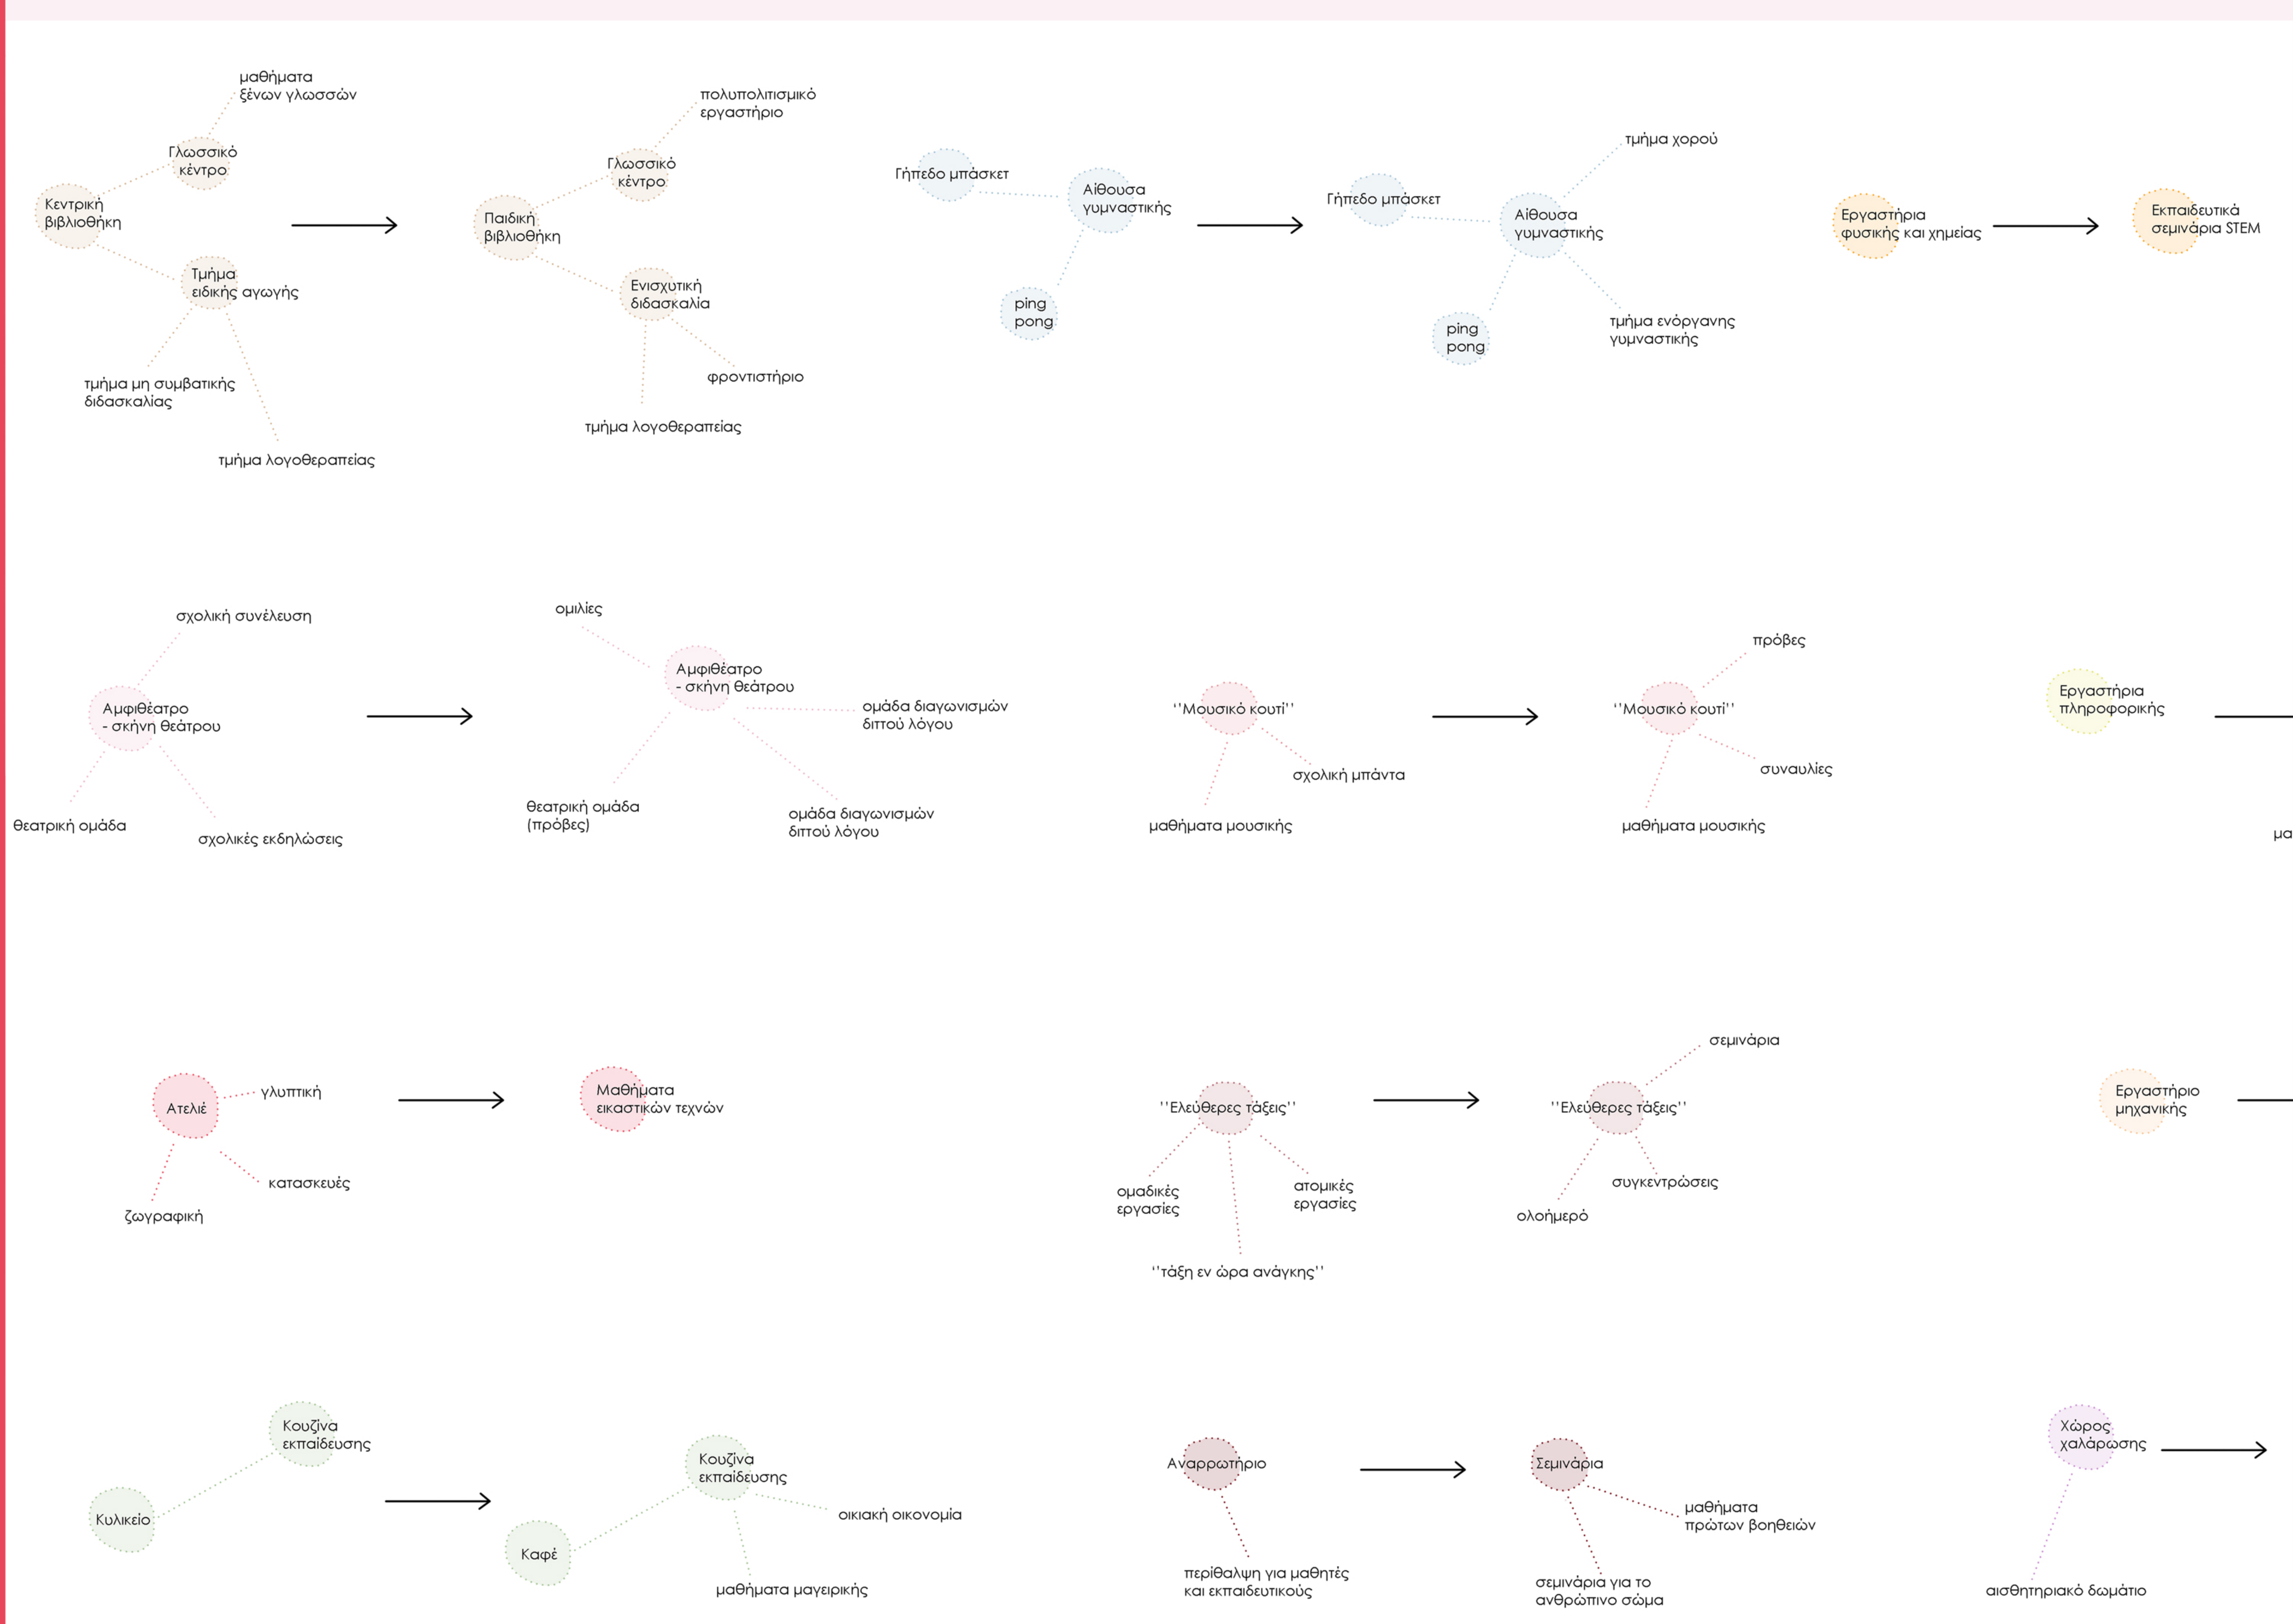 μαθήματα
ξένων γλωσσών
Γλωσσικό
κέντρο
Κεντρική
βιβλιοθήκη
Τμήμα
ειδικής αγωγής
τμήμα μη συμβατικής
διδασκαλίας
τμήμα λογοθεραπείας
πολυπολιτισμικό
εργαστήριο
Γλωσσικό
κέντρο
Παιδική
βιβλιοθήκη
Ενισχυτική
διδασκαλία
φροντιστήριο
τμήμα λογοθεραπείας
Γήπεδο μπάσκετ
Αίθουσα
γυμναστικής
ping
pong
τμήμα χορού
Γήπεδο μπάσκετ
Αίθουσα
γυμναστικής
ping
pong
τμήμα ενόργανης
γυμναστικής
Εργαστήρια
φυσικής και χημείας
Εκπαιδευτικά
σεμινάρια STEM
σχολική συνέλευση
Αμφιθέατρο
- σκήνη θεάτρου
θεατρική ομάδα
σχολικές εκδηλώσεις
ομιλίες
Αμφιθέατρο
- σκήνη θεάτρου
ομάδα διαγωνισμών
διττού λόγου
θεατρική ομάδα
(πρόβες)
ομάδα διαγωνισμών
διττού λόγου
''Μουσικό κουτί''
σχολική μπάντα
μαθήματα μουσικής
πρόβες
''Μουσικό κουτί''
συναυλίες
μαθήματα μουσικής
Εργαστήρια
πληροφορικής
μα
Ατελιέ
γλυπτική
κατασκευές
ζωγραφική
Μαθήματα
εικαστικών τεχνών
''Ελεύθερες τάξεις''
ομαδικές
εργασίες
ατομικές
εργασίες
''τάξη εν ώρα ανάγκης''
σεμινάρια
''Ελεύθερες τάξεις''
συγκεντρώσεις
ολοήμερό
Εργαστήριο
μηχανικής
Κουζίνα
εκπαίδευσης
Κυλικείο
Κουζίνα
εκπαίδευσης
οικιακή οικονομία
Καφέ
μαθήματα μαγειρικής
Αναρρωτήριο
περίθαλψη για μαθητές
και εκπαιδευτικούς
Σεμινάρια
μαθήματα
πρώτων βοηθειών
σεμινάρια για το
ανθρώπινο σώμα
Χώρος
χαλάρωσης
αισθητηριακό δωμάτιο